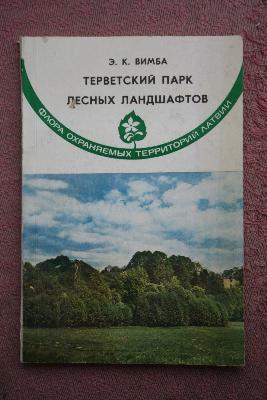 Э. К. ВИМБА
ТЕРВЕТСКИЙ ПАРК
ЛЕСНЫХ ЛАНДШАФТОВ
ФЛОРА ОХРАНЯЕМЫХ ТЕРРИТОРИЙ ЛАТВИИ